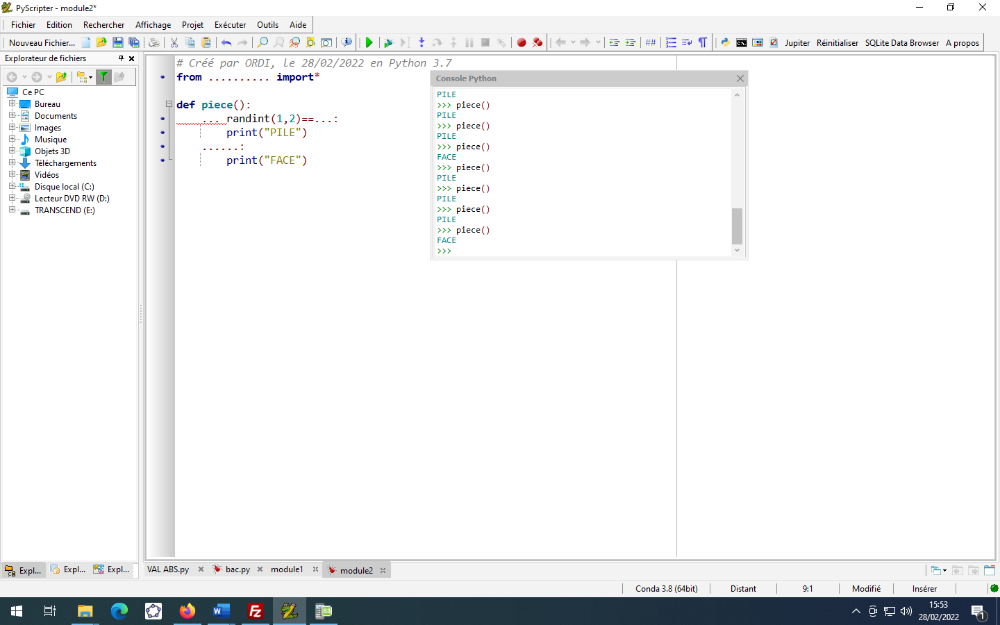 PyScripter - module2*
Fichier Edition Rechercher Affichage Projet Exécuter Outils Aide
Nouveau Fichier... ## Jupiter Réinitialiser SQLite Data Browser A propos
Explorateur de fichiers
Ce PC
Bureau
Documents
Images
Musique
Objets 3D
Téléchargements
Vidéos
Disque local (C:)
Lecteur DVD RW (D:)
TRANSCEND (E:)
# Créé par ORDI, le 28/02/2022 en Python 3.7
from .......... import*
def piece():
... randint(1,2)==...:
print("PILE")
......:
print("FACE")
Console Python
PILE
>>> piece()
PILE
>>> piece()
PILE
>>> piece()
FACE
>>> piece()
PILE
>>> piece()
PILE
>>> piece()
PILE
>>> piece()
FACE
>>>
Expl... Expl... Expl...
VAL ABS.py bac.py module1 module2
Conda 3.8 (64bit) Distant 9:1 Modifié Insérer
15:53
28/02/2022
1